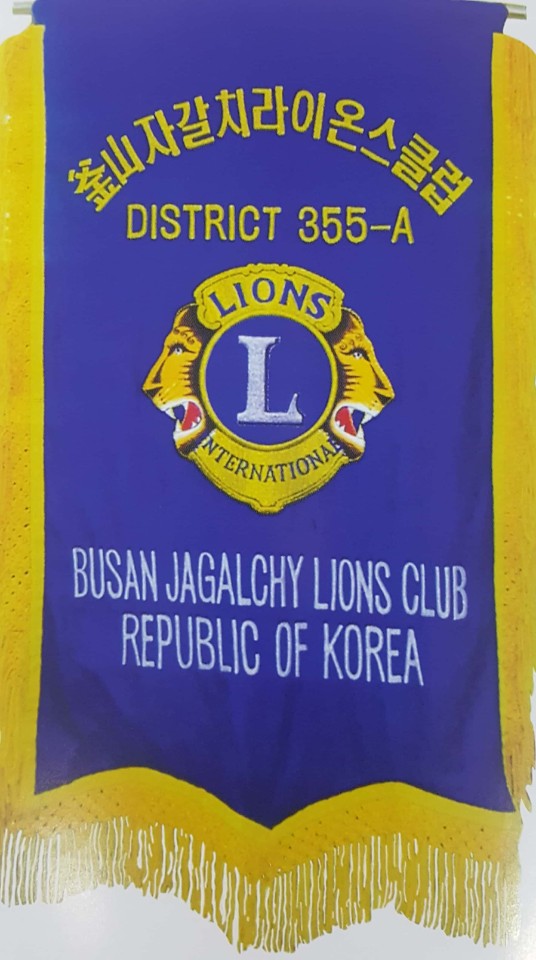 釜山자갈치라이온스클럽
DISTRICT 355-A
LIONS
L
INTERNATIONAL
BUSAN JAGALCHY LIONS CLUB
REPUBLIC OF KOREA